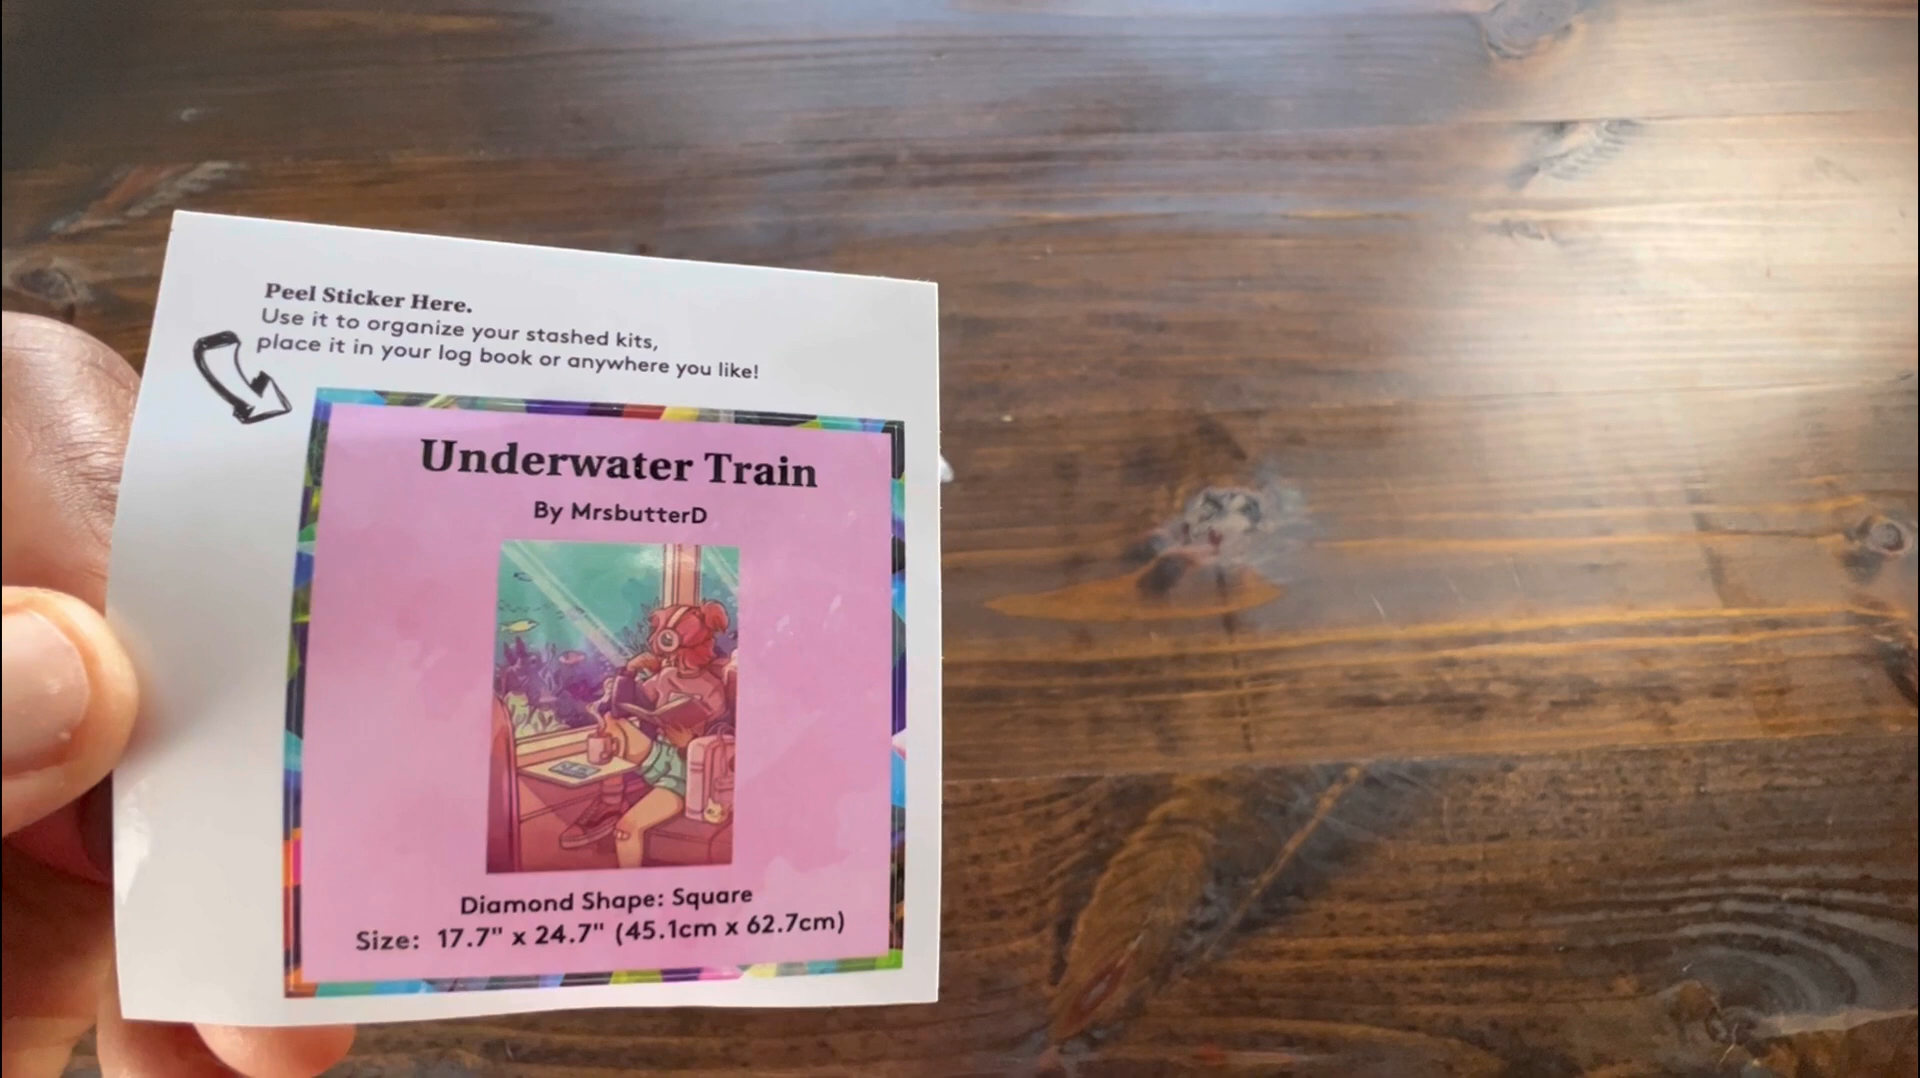 Peel Sticker Here.
Use it to organize your stashed kits,
place it in your log book or anywhere you like!
Underwater Train
By MrsbutterD
Diamond Shape: Square
Size: 17.7" x 24.7" (45.1cm x 62.7cm)